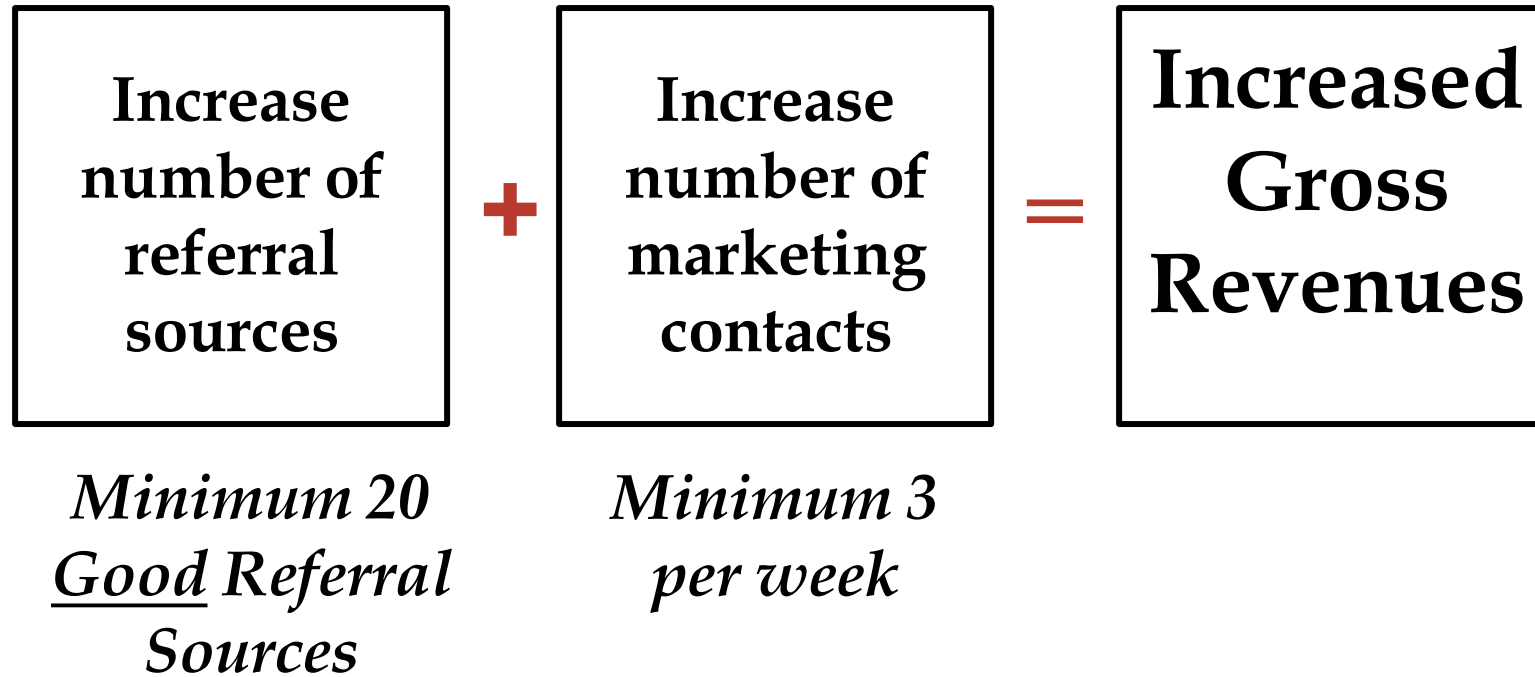 Increase
number of
referral
sources
+
Increase
number of
marketing
contacts
=
Increased
Gross
Revenues
Minimum 20
Good Referral
Sources
Minimum 3
per week